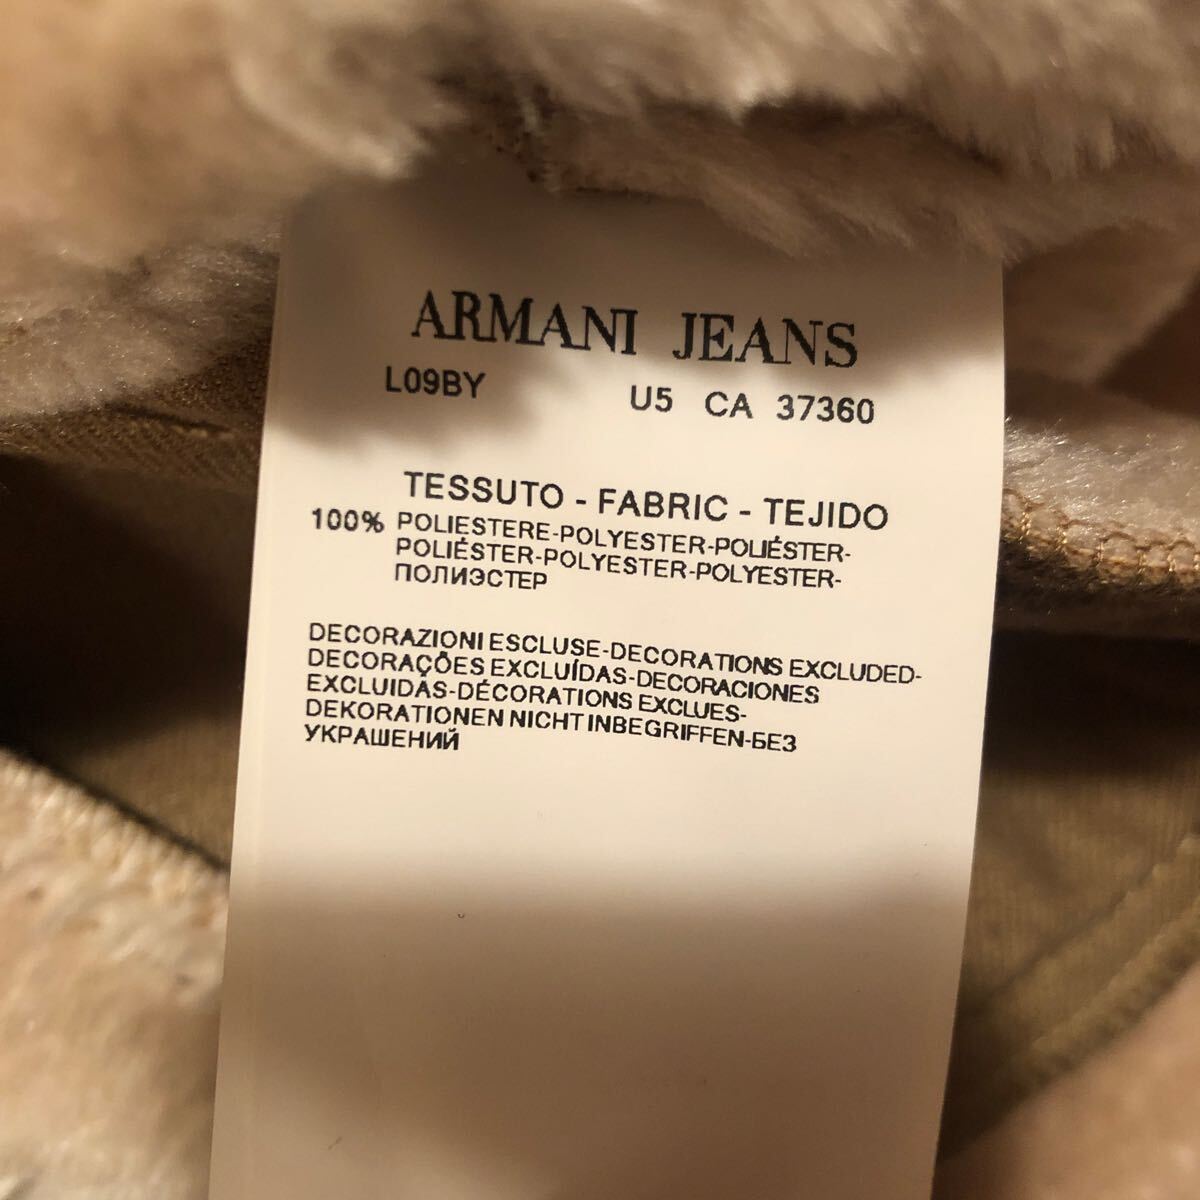 ARMANI JEANS
L09BY U5 CA 37360
TESSUTO - FABRIC - TEJIDO
100% POLIESTERE-POLYESTER-POLIÉSTER-
POLIÉSTER-POLYESTER-POLYESTER-
ПОЛИЭСТЕР
DECORAZIONI ESCLUSE-DECORATIONS EXCLUDED-
DECORAÇÕES EXCLUÍDAS-DECORACIONES
EXCLUIDAS-DÉCORATIONS EXCLUES-
DEKORATIONEN NICHT INBEGRIFFEN-БЕЗ
УКРАШЕНИЙ